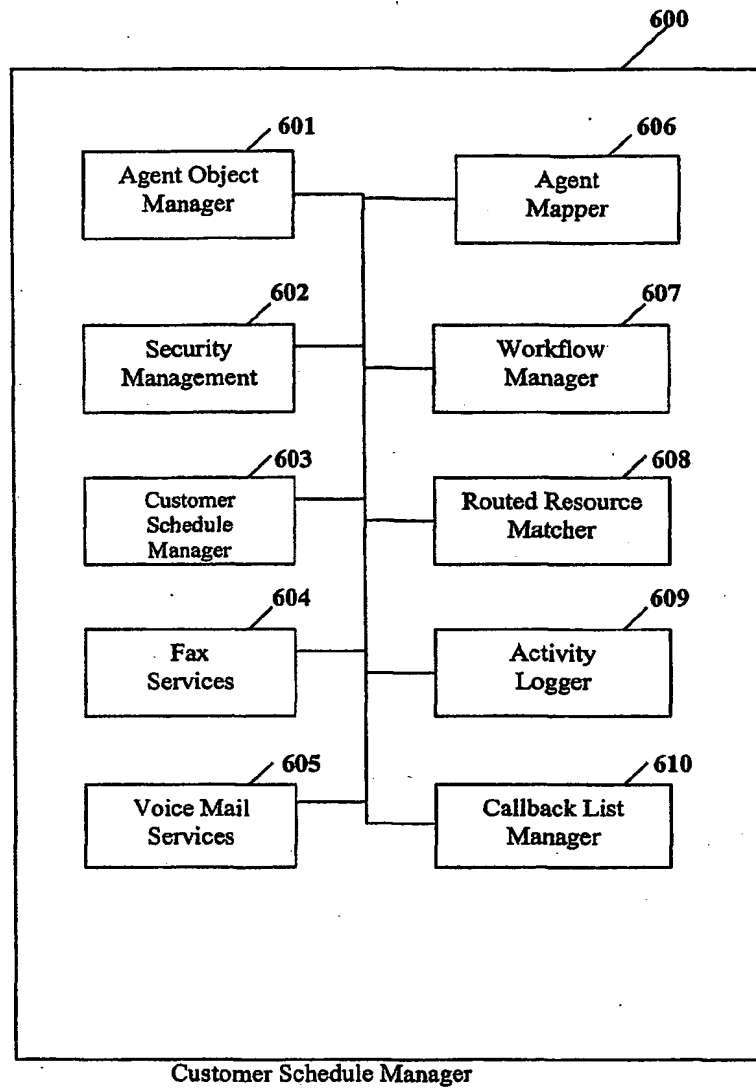 600
601
Agent Object
Manager
606
Agent
Mapper
602
Security
Management
607
Workflow
Manager
603
Customer
Schedule
Manager
608
Routed Resource
Matcher
604
Fax
Services
609
Activity
Logger
605
Voice Mail
Services
610
Callback List
Manager
Customer Schedule Manager